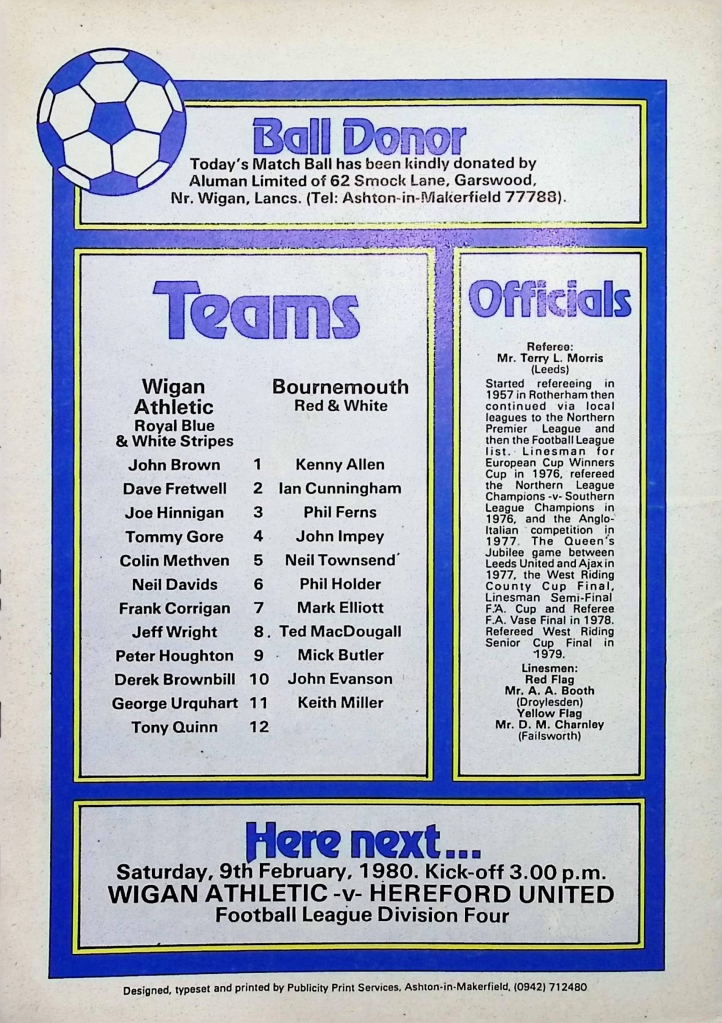 Ball Donor
Today's Match Ball has been kindly donated by
Aluman Limited of 62 Smock Lane, Garswood,
Nr. Wigan, Lancs. (Tel: Ashton-in-Makerfield 77788).
Teams
Wigan
Athletic
Royal Blue
& White Stripes
Bournemouth
Red & White
John Brown 1 Kenny Allen
Dave Fretwell 2 Ian Cunningham
Joe Hinnigan 3 Phil Ferns
Tommy Gore 4 John Impey
Colin Methven 5 Neil Townsend
Neil Davids 6 Phil Holder
Frank Corrigan 7 Mark Elliott
Jeff Wright 8. Ted MacDougall
Peter Houghton 9 Mick Butler
Derek Brownbill 10 John Evanson
George Urquhart 11 Keith Miller
Tony Quinn 12
Officials
Referee:
Mr. Terry L. Morris
(Leeds)
Started refereeing in
1957 in Rotherham then
continued via local
leagues to the Northern
Premier League and
then the Football League
list. Linesman for
European Cup Winners
Cup in 1976, refereed
the Northern League
Champions -v- Southern
League Champions in
1976, and the Anglo-
Italian competition in
1977. The Queen's
Jubilee game between
Leeds United and Ajax in
1977, the West Riding
County Cup Final,
Linesman Semi-Final
F.A. Cup and Referee
F.A. Vase Final in 1978.
Refereed West Riding
Senior Cup Final in
1979.
Linesmen:
Red Flag
Mr. A. A. Booth
(Droylesden)
Yellow Flag
Mr. D. M. Charnley
(Failsworth)
Here next...
Saturday, 9th February, 1980. Kick-off 3.00 p.m.
WIGAN ATHLETIC -v- HEREFORD UNITED
Football League Division Four
Designed, typeset and printed by Publicity Print Services, Ashton-in-Makerfield, (0942) 712480